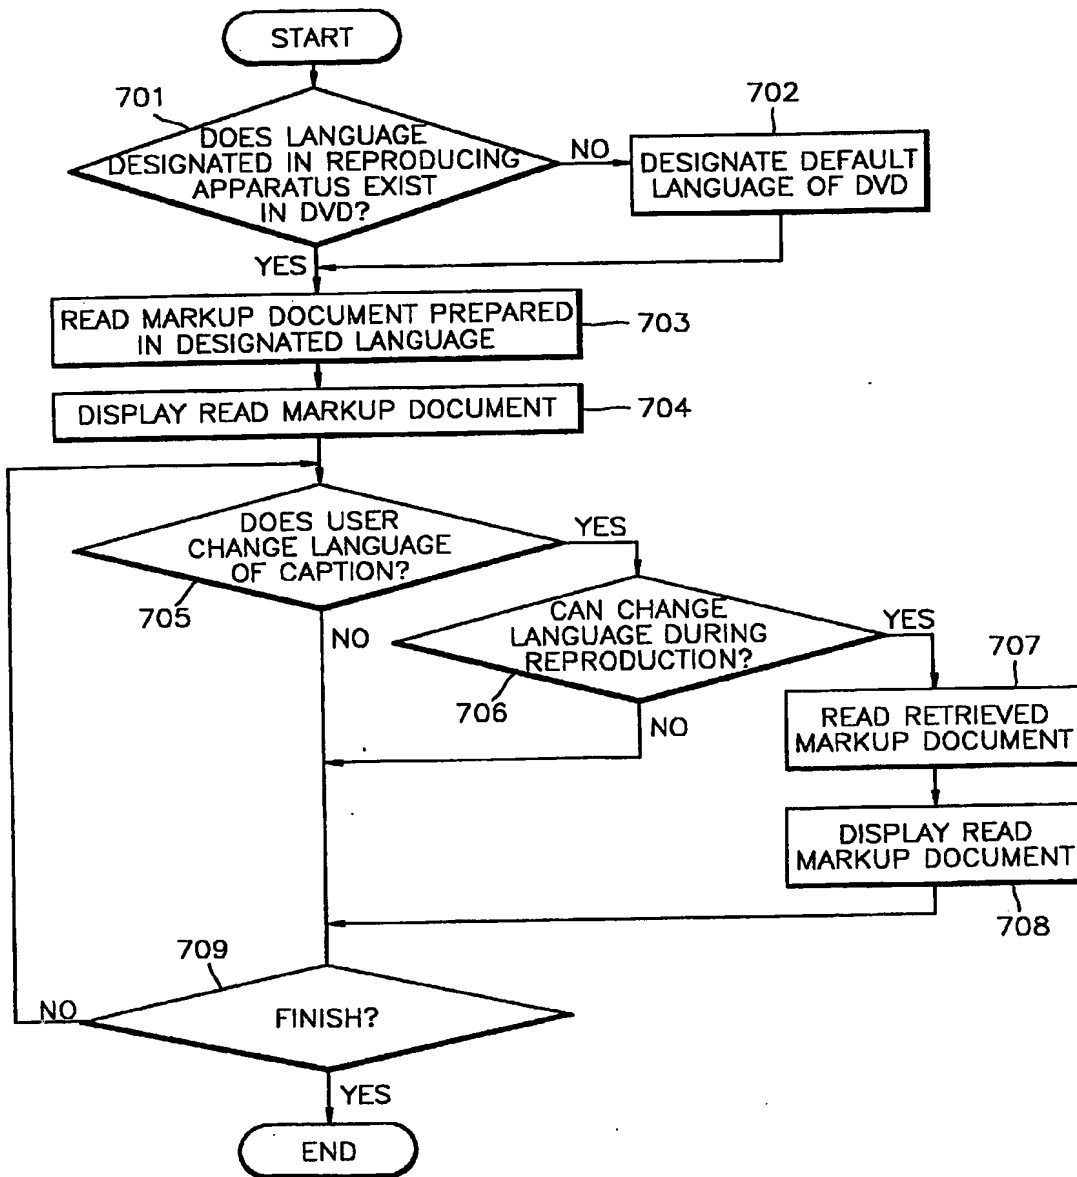 START
701
DOES LANGUAGE
DESIGNATED IN REPRODUCING
APPARATUS EXIST
IN DVD?
NO
702
DESIGNATE DEFAULT
LANGUAGE OF DVD
YES
READ MARKUP DOCUMENT PREPARED
IN DESIGNATED LANGUAGE
703
DISPLAY READ MARKUP DOCUMENT
704
DOES USER
CHANGE LANGUAGE
OF CAPTION?
705
YES
NO
CAN CHANGE
LANGUAGE DURING
REPRODUCTION?
706
YES
NO
707
READ RETRIEVED
MARKUP DOCUMENT
DISPLAY READ
MARKUP DOCUMENT
708
709
FINISH?
NO
YES
END